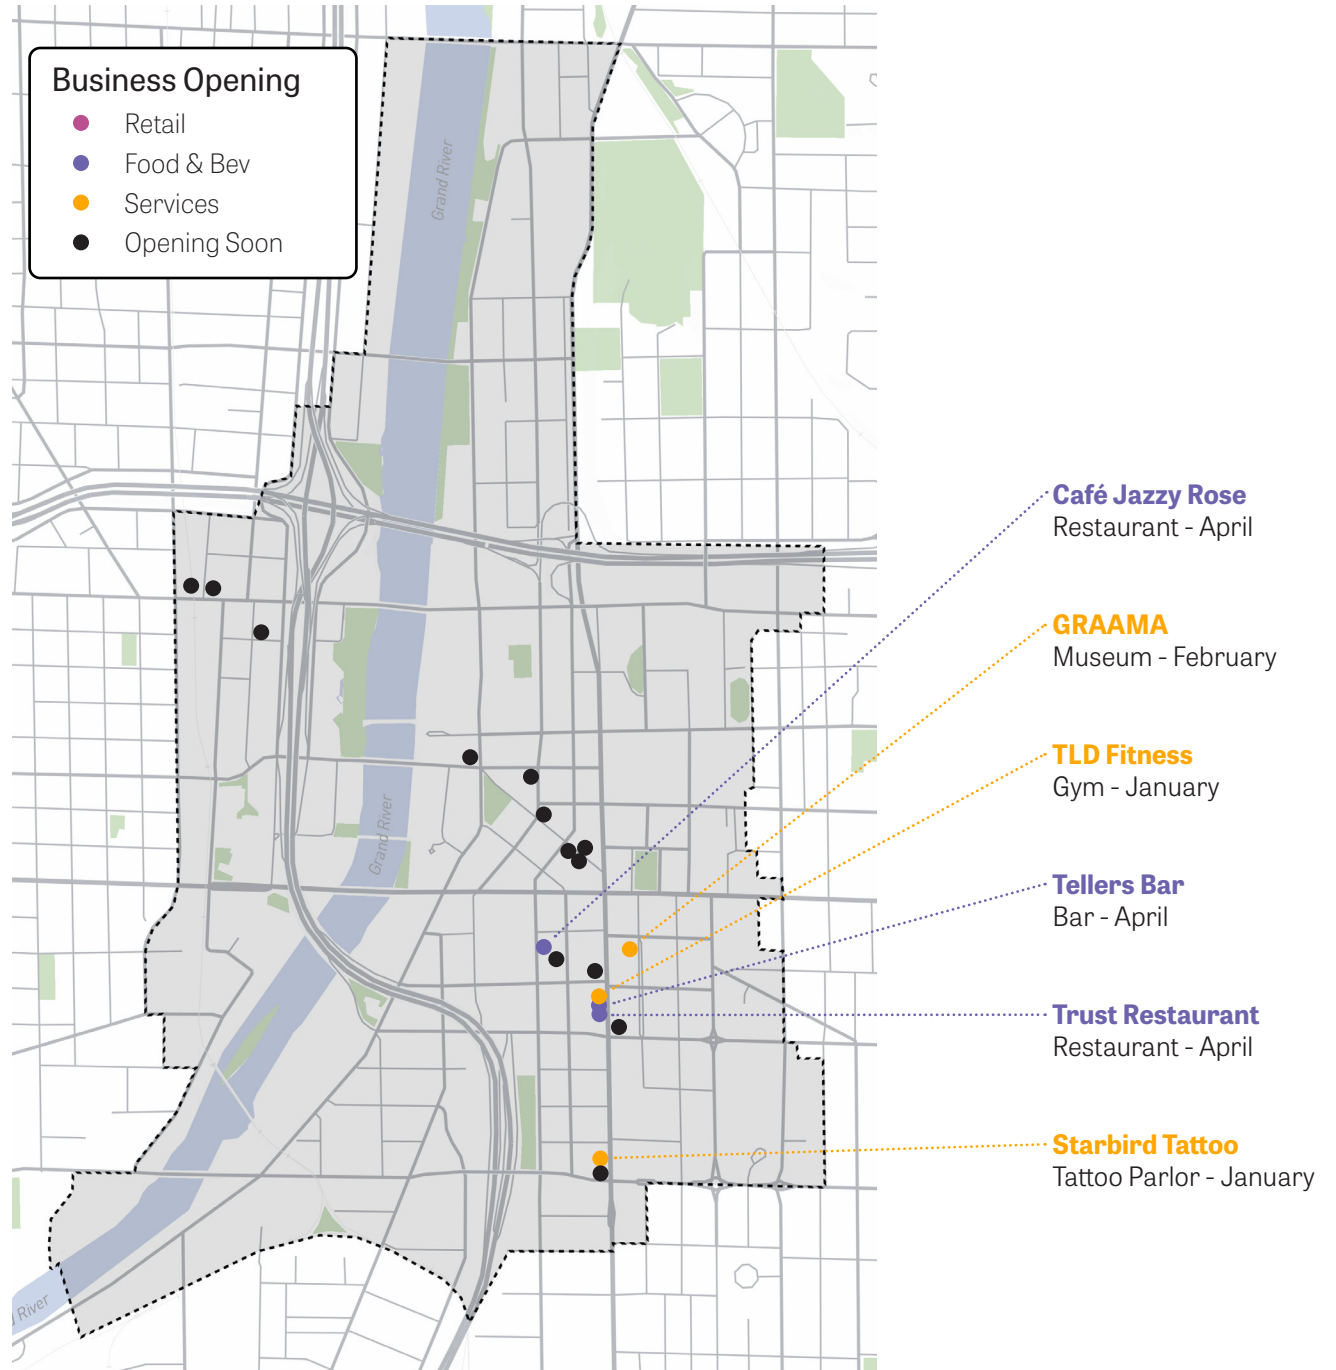 Business Opening
Retail
Food & Bev
Services
Opening Soon
Grand River
Grand River
River
Café Jazzy Rose
Restaurant - April
GRAAMA
Museum - February
TLD Fitness
Gym - January
Tellers Bar
Bar - April
Trust Restaurant
Restaurant - April
Starbird Tattoo
Tattoo Parlor - January